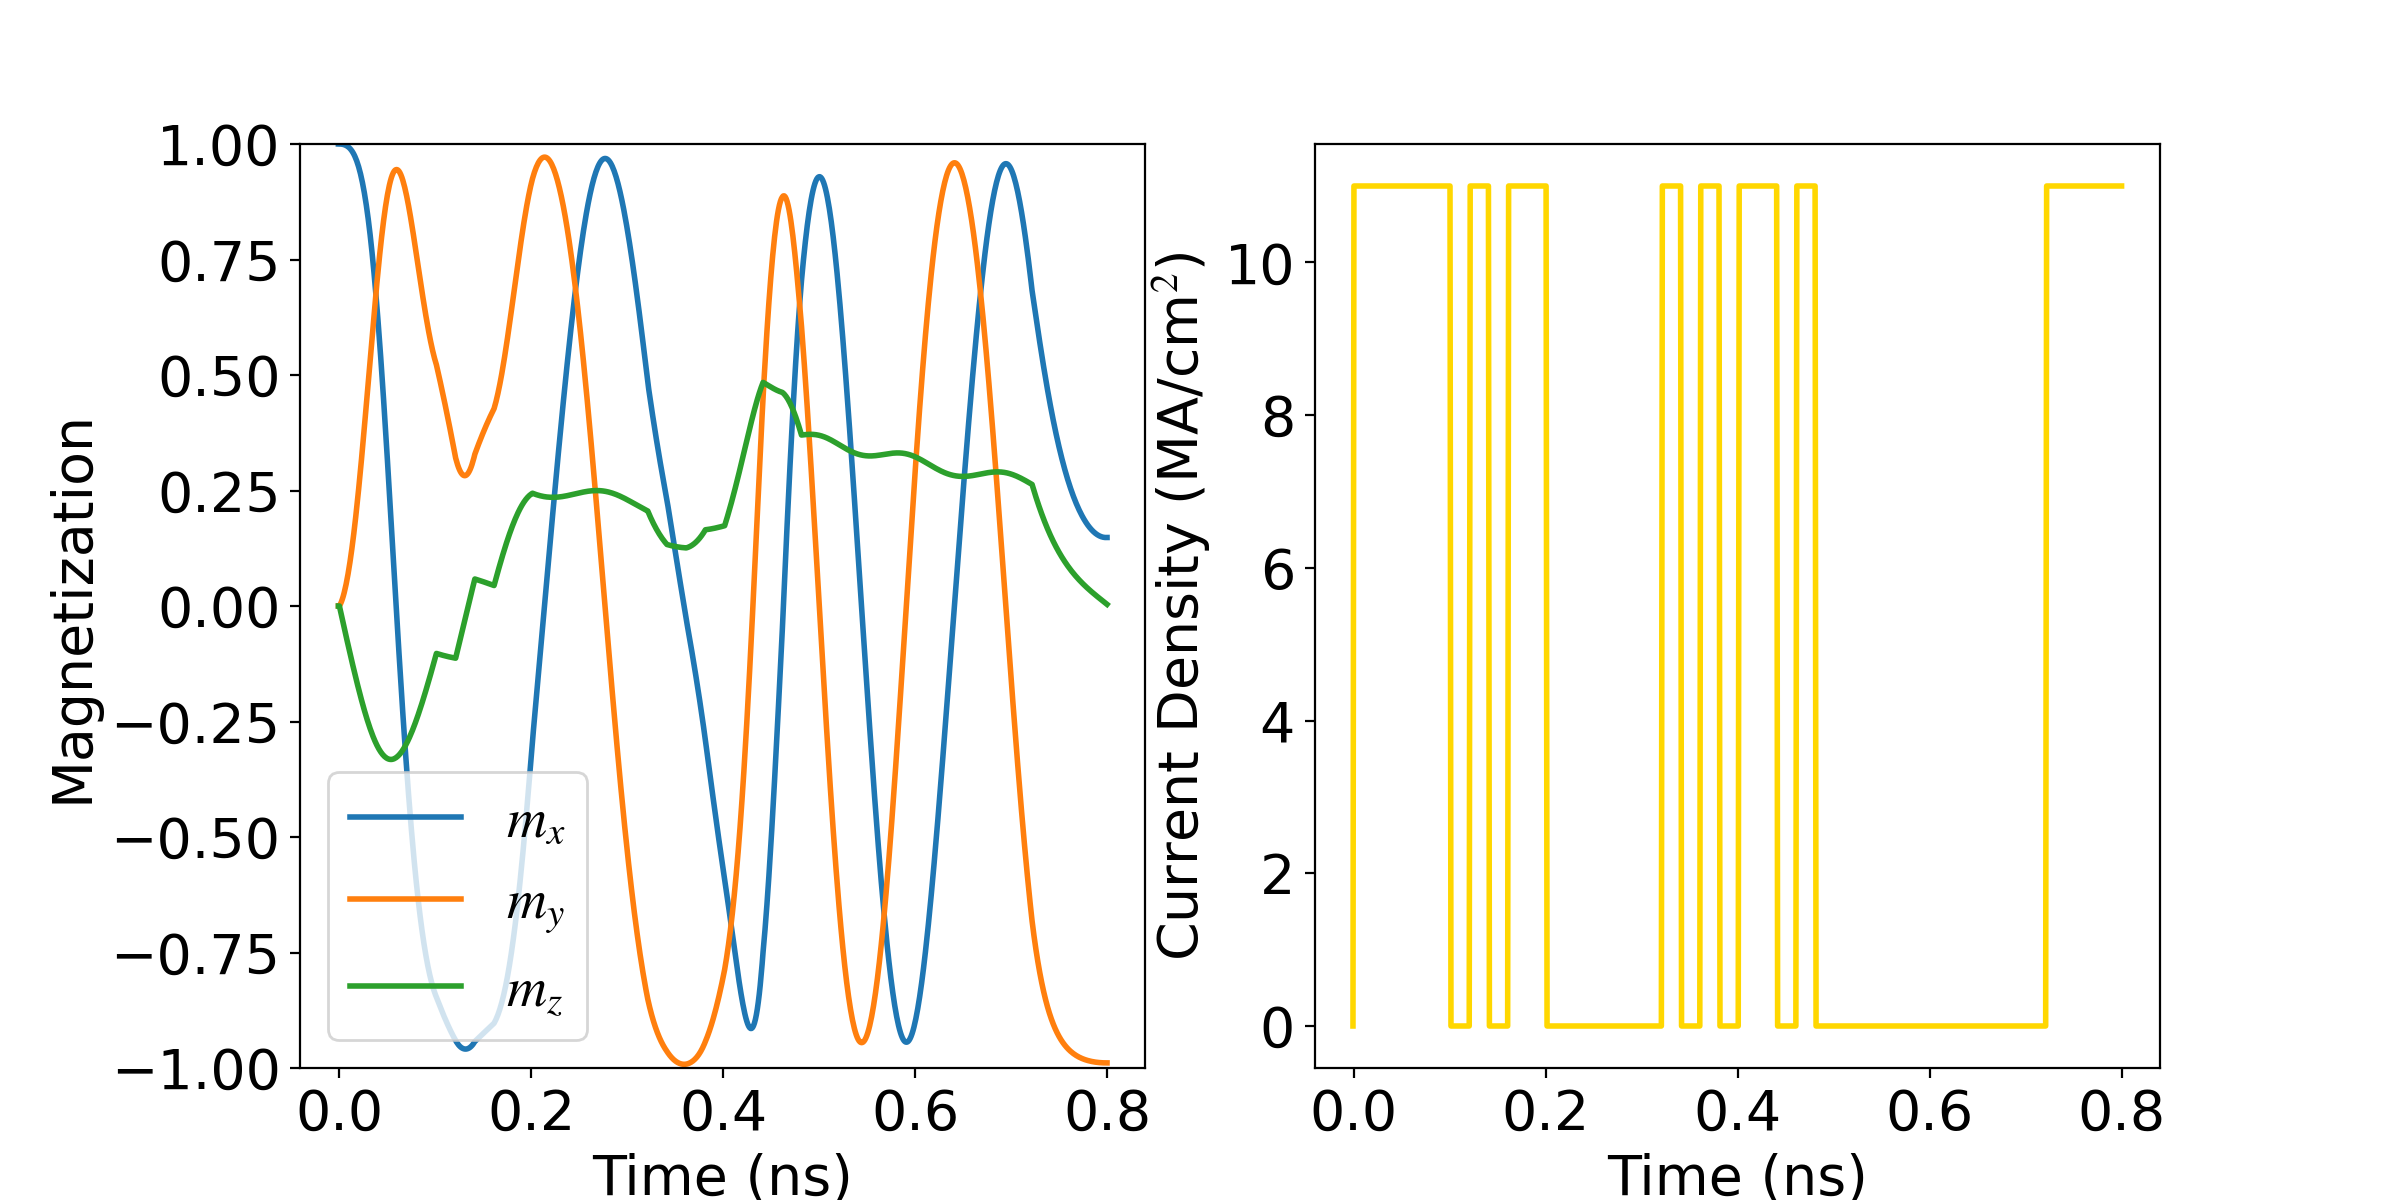 Magnetization
1.00
0.75
0.50
0.25
0.00
−0.25
−0.50
−0.75
−1.00
m_x
m_y
m_z
0.0 0.2 0.4 0.6 0.8
Time (ns)
Current Density (MA/cm²)
10
8
6
4
2
0
0.0 0.2 0.4 0.6 0.8
Time (ns)